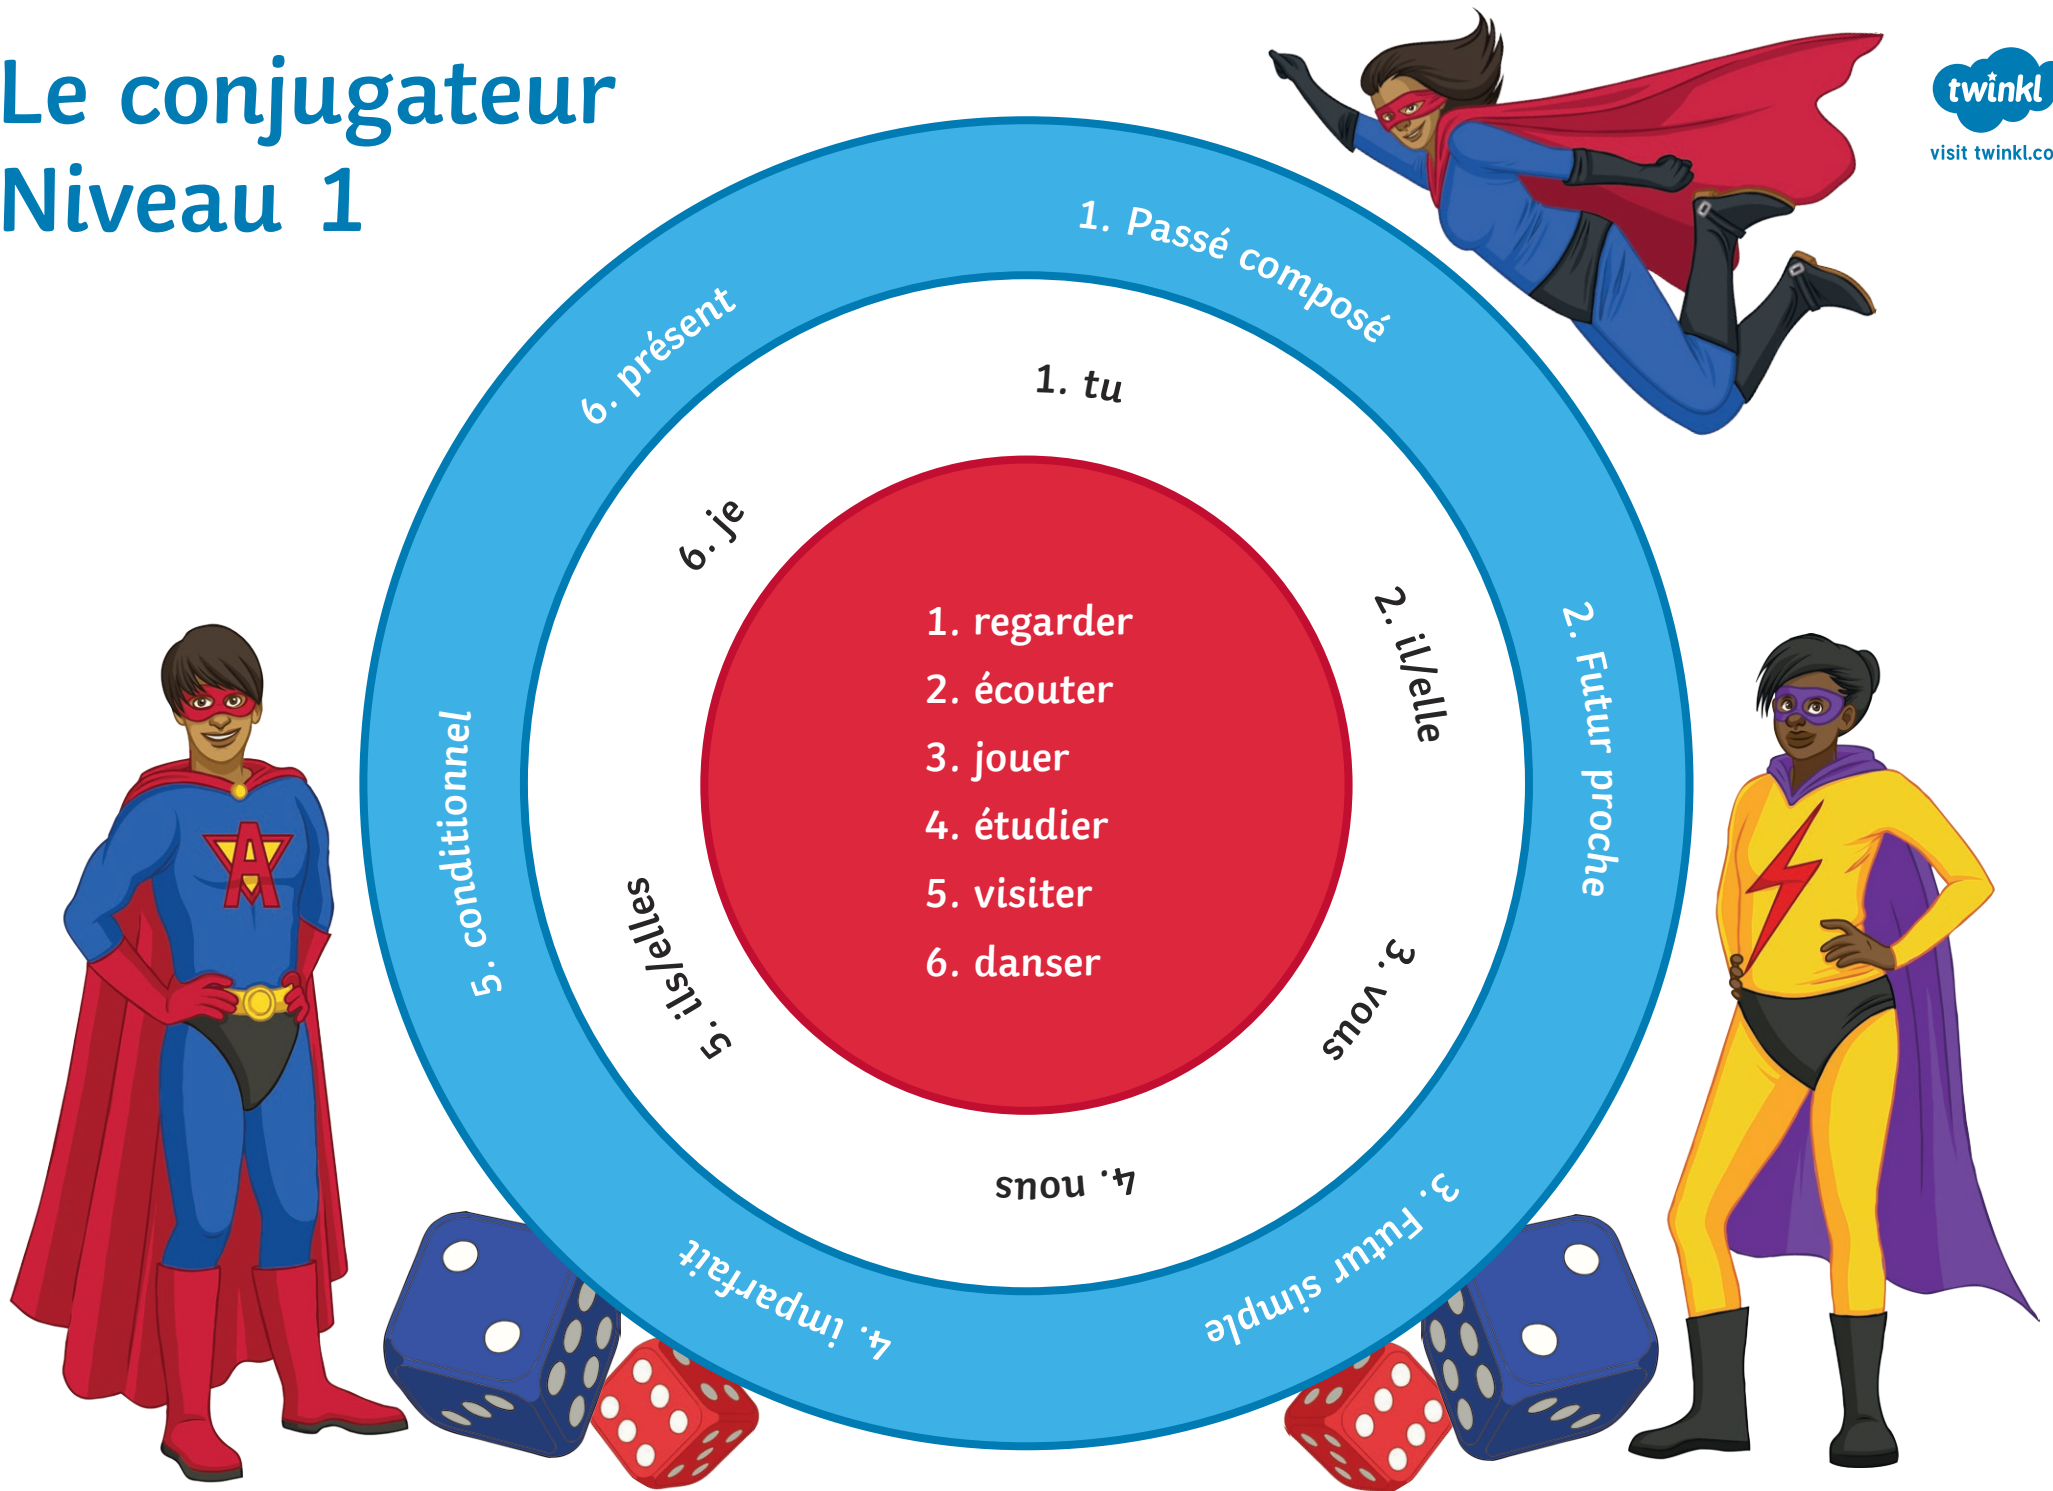 Le conjugateur
Niveau 1
twinkl
visit twinkl.co
1. Passé composé
2. Futur proche
3. Futur simple
4. imparfait
5. conditionnel
6. présent
1. tu
2. il/elle
3. vous
4. nous
5. ils/elles
6. je
1. regarder
2. écouter
3. jouer
4. étudier
5. visiter
6. danser
A